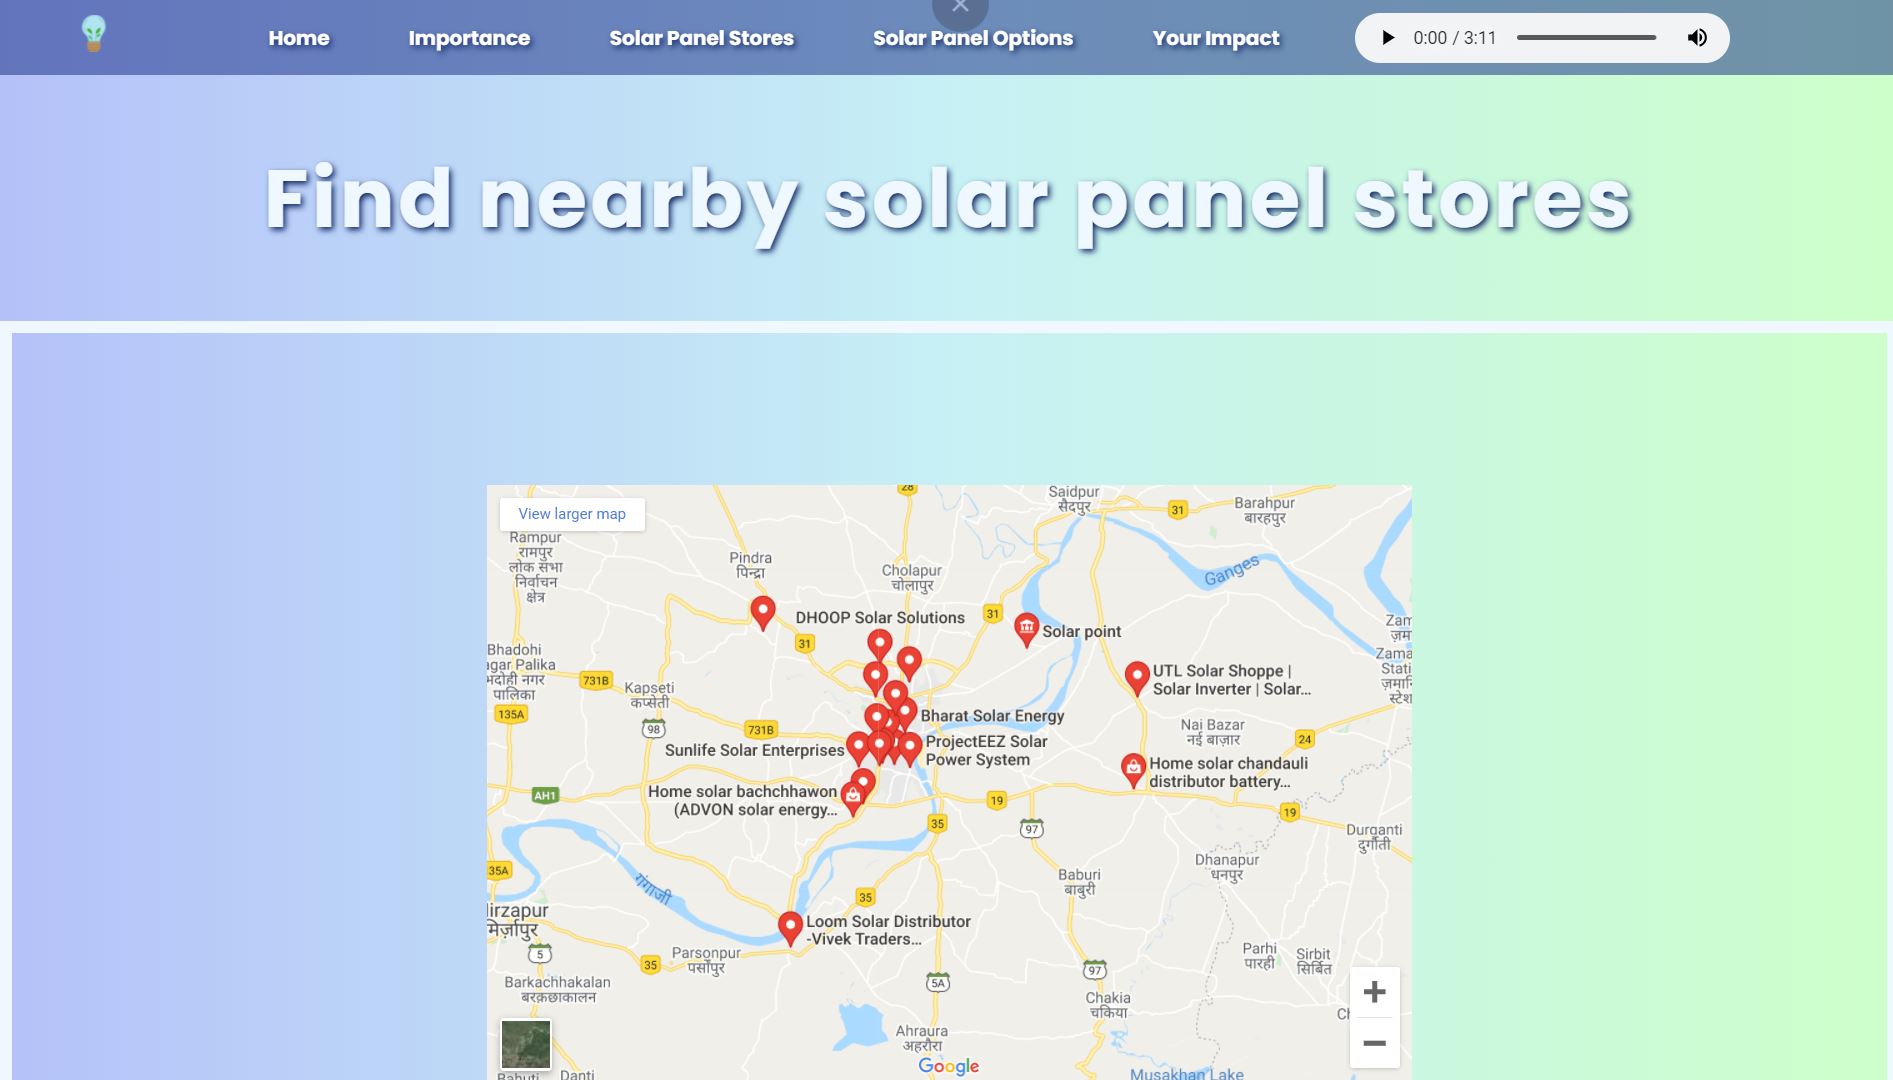 Home
Importance
Solar Panel Stores
Solar Panel Options
Your Impact
0:00 / 3:11
Find nearby solar panel stores
View larger map
28
Saidpur
सैदपुर
31
Barahpur
बारहपुर
Rampur
रामपुर
लोक सभा
निर्वाचन
क्षेत्र
Pindra
पिन्द्रा
Cholapur
चोलापुर
Ganges
31
DHOOP Solar Solutions
31
Solar point
Zam
ज़म
Bhadohi
agar Palika
भदोही नगर
पालिका
731B
Kapseti
कपसेती
UTL Solar Shoppe |
Solar Inverter | Solar...
Zama
Stati
ज़मानि
स्टेश
135A
98
731B
Bharat Solar Energy
Nai Bazar
नई बाज़ार
24
Sunlife Solar Enterprises
ProjectEEZ Solar
Power System
Home solar chandauli
distributor battery...
AH1
Home solar bachchhawon
(ADVON solar energy...
19
19
35
97
Durganti
दुर्गौती
Dhanapur
धनपुर
35A
गंगाजी
Baburi
बाबुरी
35
irzapur
मिर्ज़ापुर
Loom Solar Distributor
-Vivek Traders...
5
Parsonpur
पर्सोंपुर
35
Parhi
पारही
Sirbit
सिर्बित
97
Barkachhakalan
बरकछाकालन
5A
Chakia
चकिया
Ch
Ahraura
अहरौरा
Google
Bahuti
Danti
Musakhan Lake